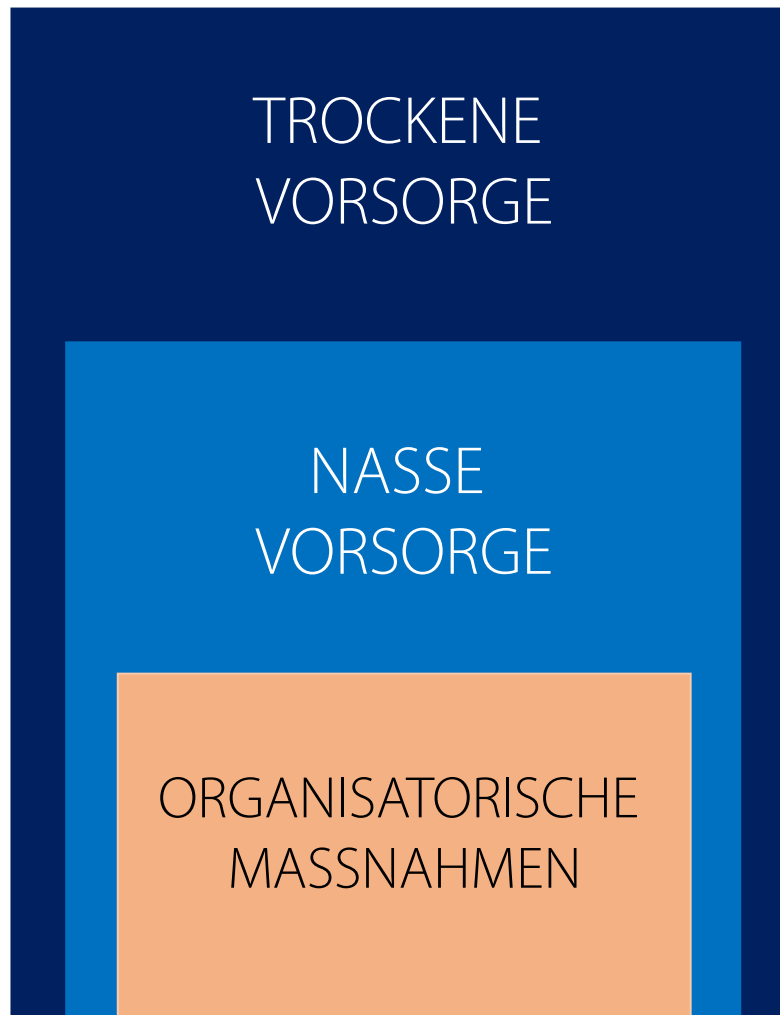 TROCKENE
VORSORGE
NASSE
VORSORGE
ORGANISATORISCHE
MASSNAHMEN